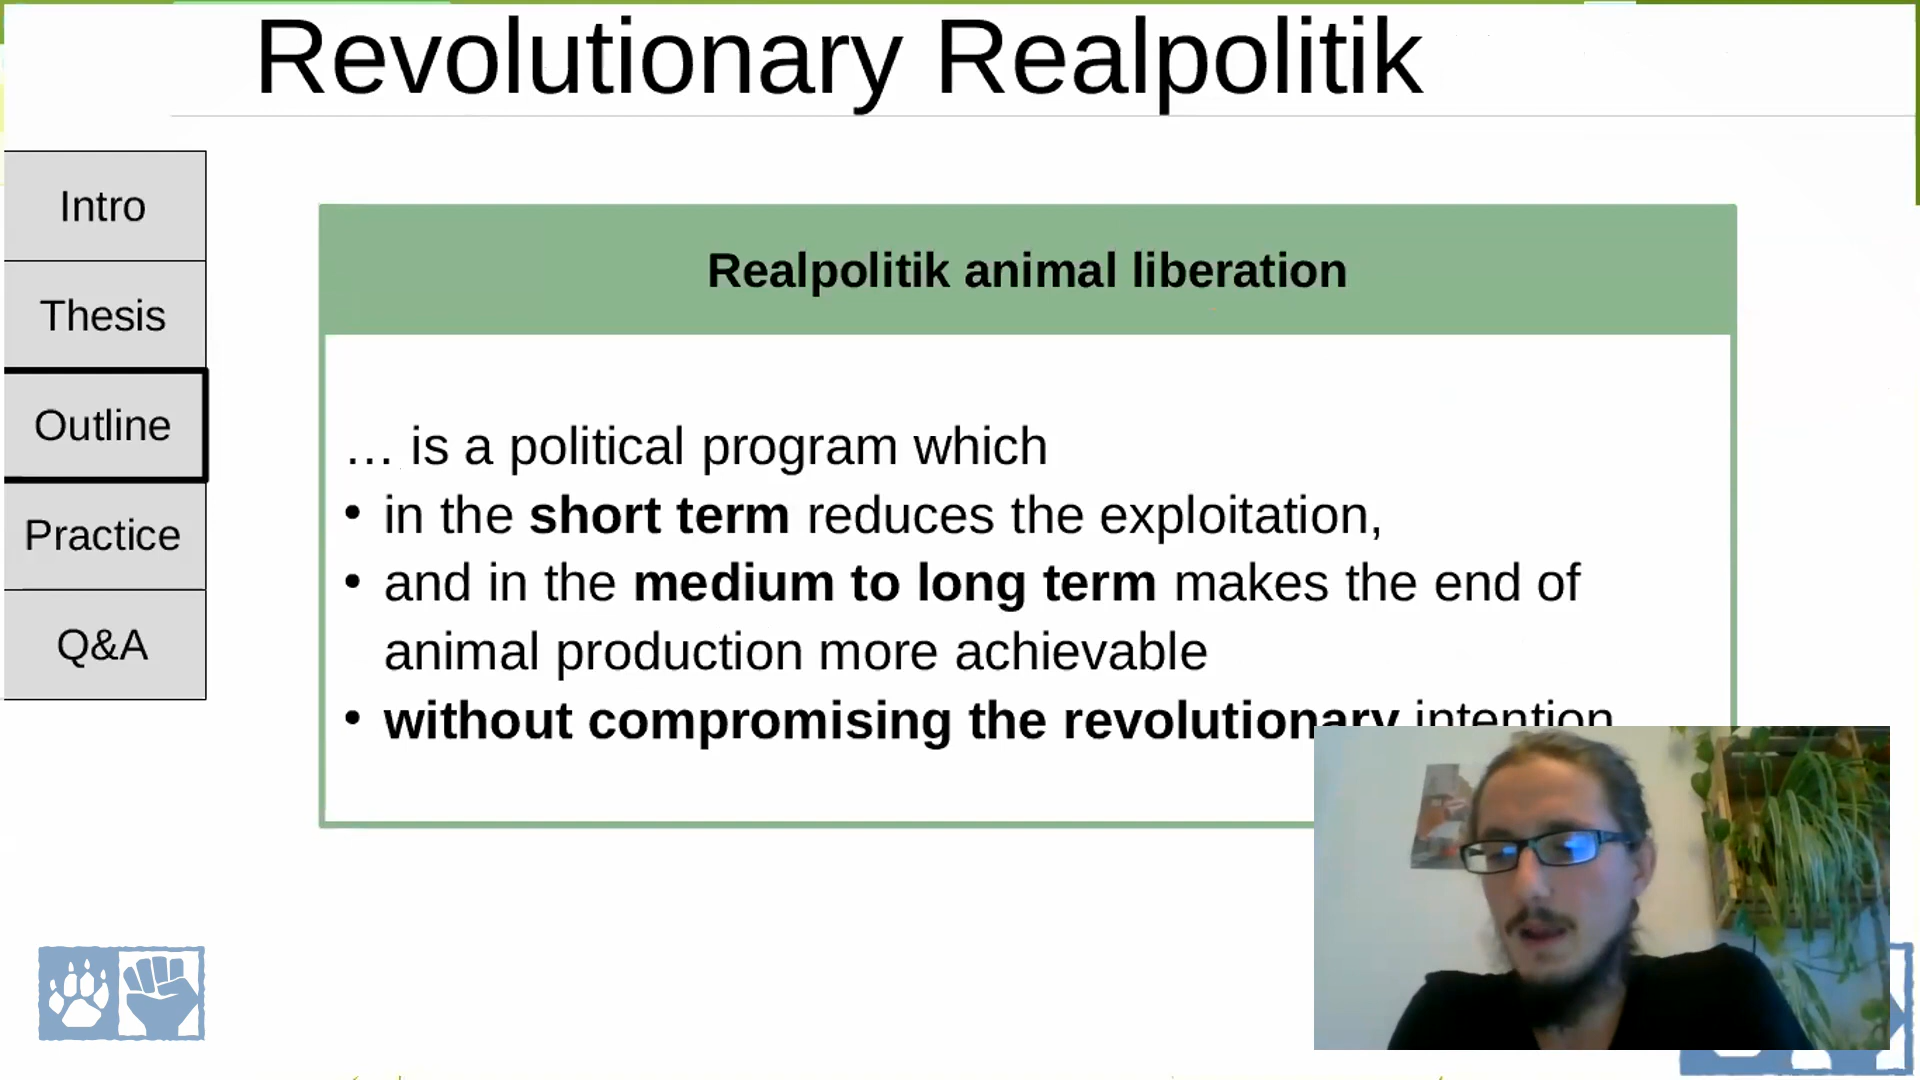 Revolutionary Realpolitik
Intro
Thesis
Outline
Practice
Q&A
Realpolitik animal liberation
… is a political program which
• in the short term reduces the exploitation,
• and in the medium to long term makes the end of
animal production more achievable
• without compromising the revolutionary intention